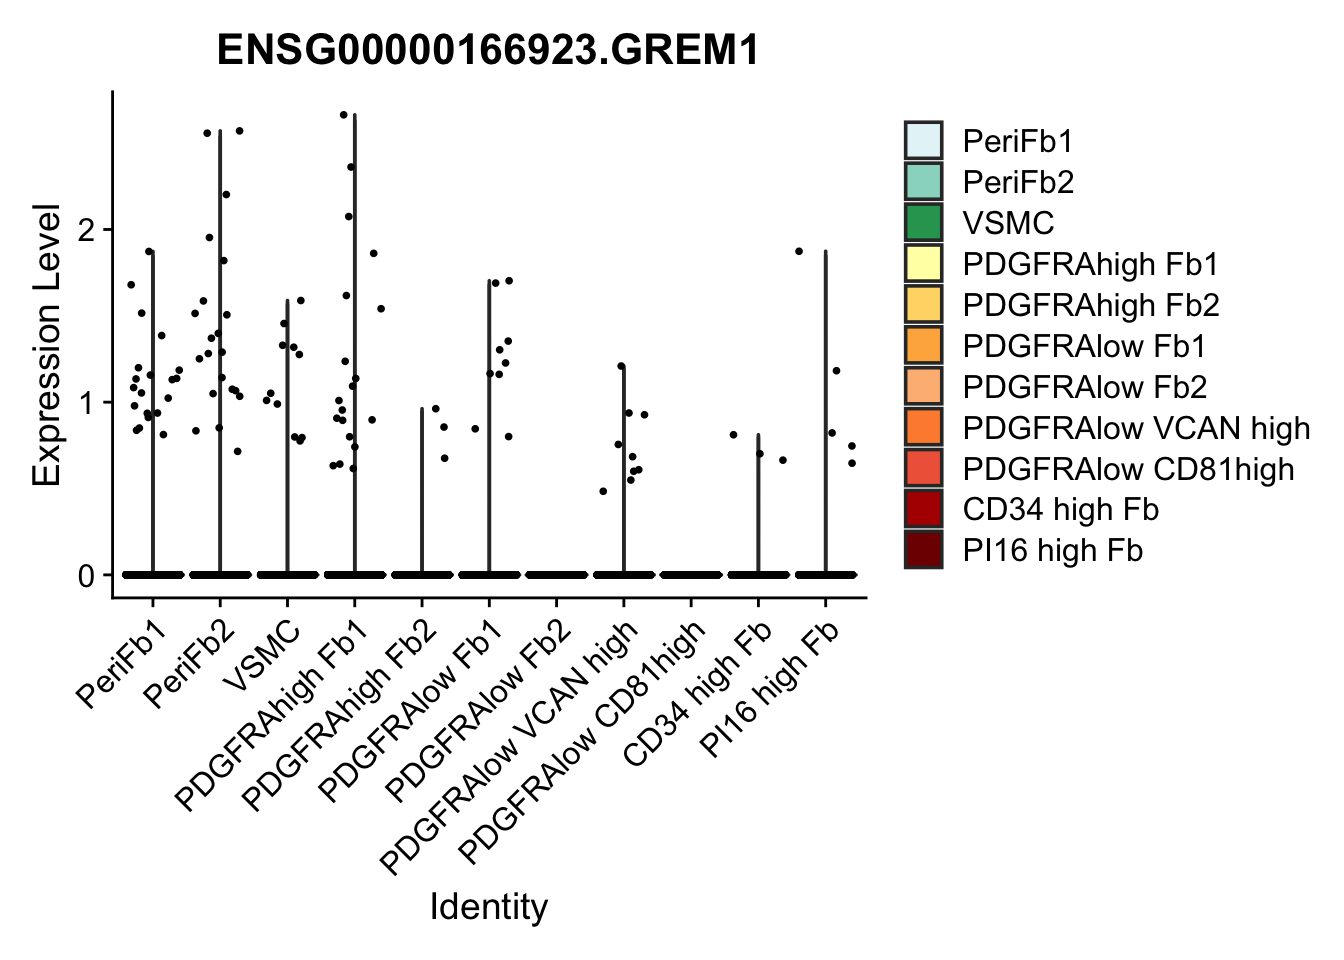 ENSG00000166923.GREM1
Expression Level
2
1
0
PeriFb1
PeriFb2
VSMC
PDGFRAhigh Fb1
PDGFRAhigh Fb2
PDGFRAlow Fb1
PDGFRAlow Fb2
PDGFRAlow VCAN high
PDGFRAlow CD81high
CD34 high Fb
PI16 high Fb
Identity
PeriFb1
PeriFb2
VSMC
PDGFRAhigh Fb1
PDGFRAhigh Fb2
PDGFRAlow Fb1
PDGFRAlow Fb2
PDGFRAlow VCAN high
PDGFRAlow CD81high
CD34 high Fb
PI16 high Fb